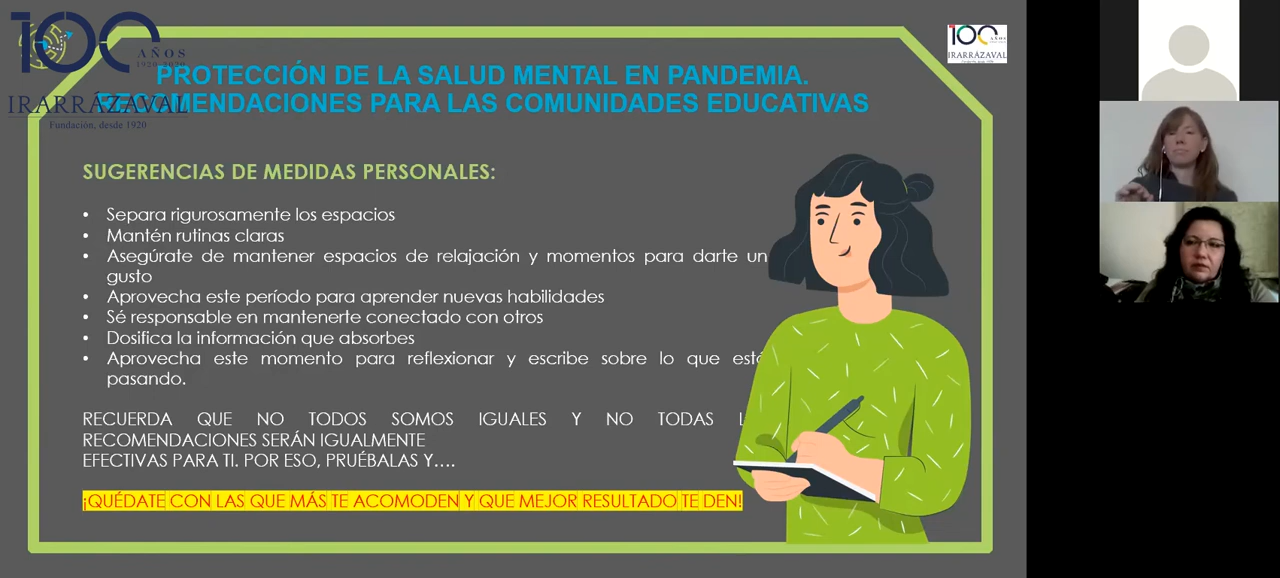 100
AÑOS
1920-2020
IRARRÁZAVAL
Fundación, desde 1920
100
AÑOS
IRARRÁZAVAL
PROTECCIÓN DE LA SALUD MENTAL EN PANDEMIA.
RECOMENDACIONES PARA LAS COMUNIDADES EDUCATIVAS
SUGERENCIAS DE MEDIDAS PERSONALES:
• Separa rigurosamente los espacios
• Mantén rutinas claras
• Asegúrate de mantener espacios de relajación y momentos para darte un
gusto
• Aprovecha este período para aprender nuevas habilidades
• Sé responsable en mantenerte conectado con otros
• Dosifica la información que absorbes
• Aprovecha este momento para reflexionar y escribe sobre lo que está
pasando.
RECUERDA QUE NO TODOS SOMOS IGUALES Y NO TODAS
RECOMENDACIONES SERÁN IGUALMENTE
EFECTIVAS PARA TI. POR ESO, PRUÉBALAS Y....
¡QUÉDATE CON LAS QUE MÁS TE ACOMODEN Y QUE MEJOR RESULTADO TE DEN!